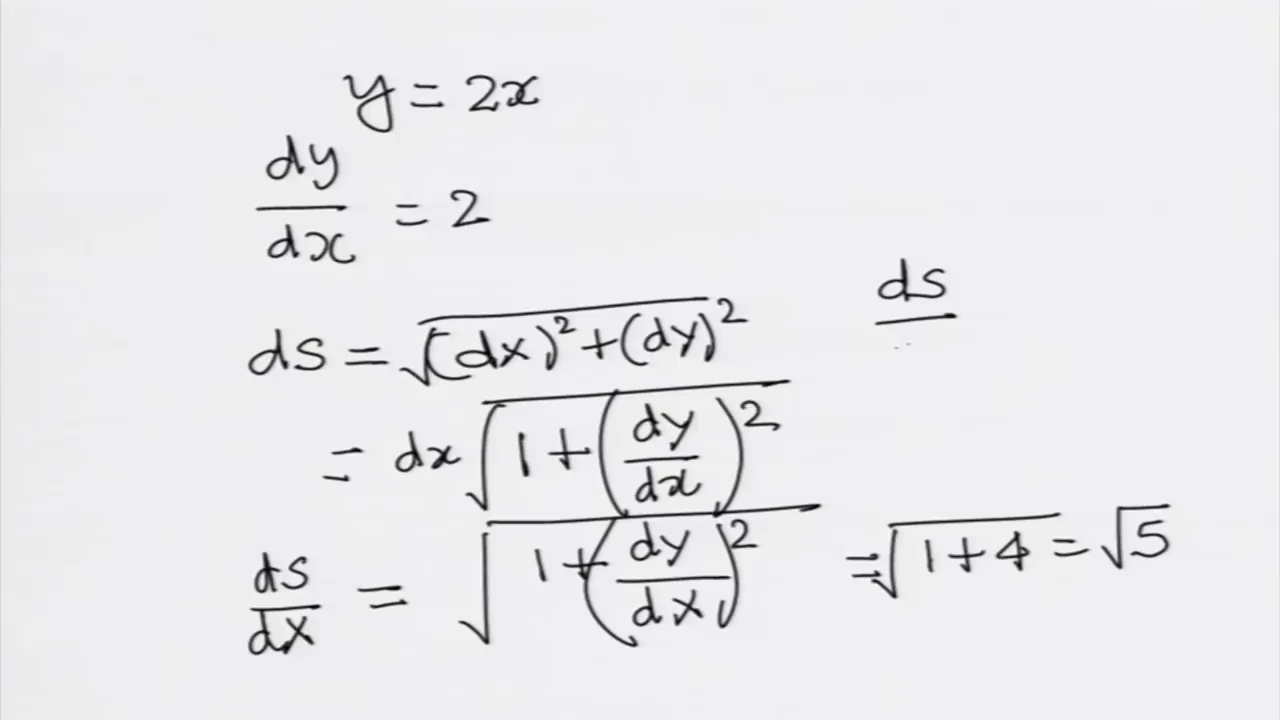 y = 2x
dy/dx = 2
ds = √((dx)² + (dy)²)
ds
= dx √(1 + (dy/dx)²)
ds/dx = √(1 + (dy/dx)²) = √(1+4) = √5